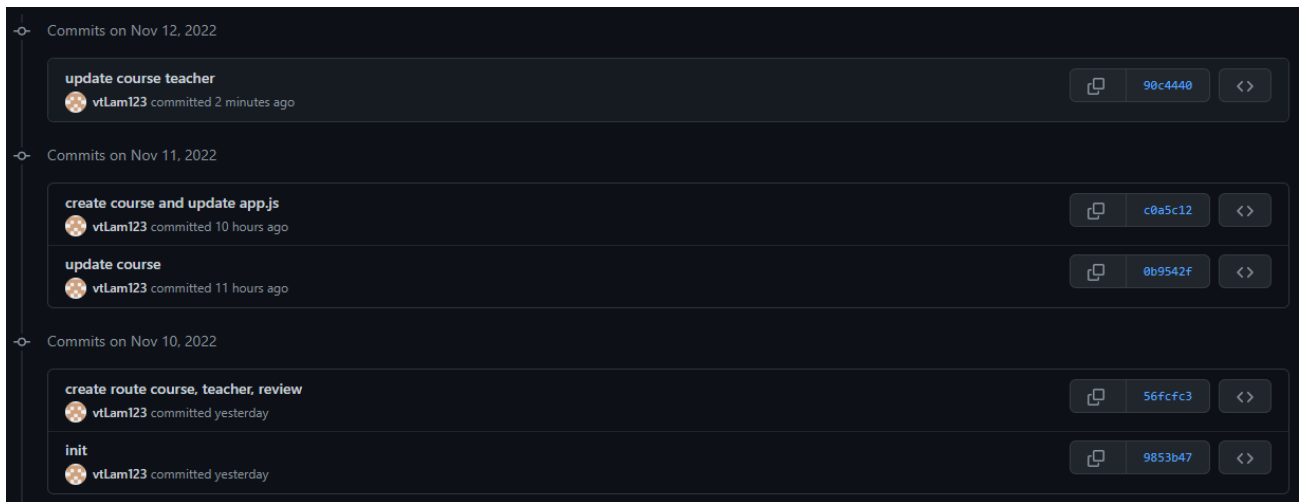 Commits on Nov 12, 2022
update course teacher
90c4440
vtLam123 committed 2 minutes ago
Commits on Nov 11, 2022
create course and update app.js
c0a5c12
vtLam123 committed 10 hours ago
update course
0b9542f
vtLam123 committed 11 hours ago
Commits on Nov 10, 2022
create route course, teacher, review
56fcfc3
vtLam123 committed yesterday
init
9853b47
vtLam123 committed yesterday